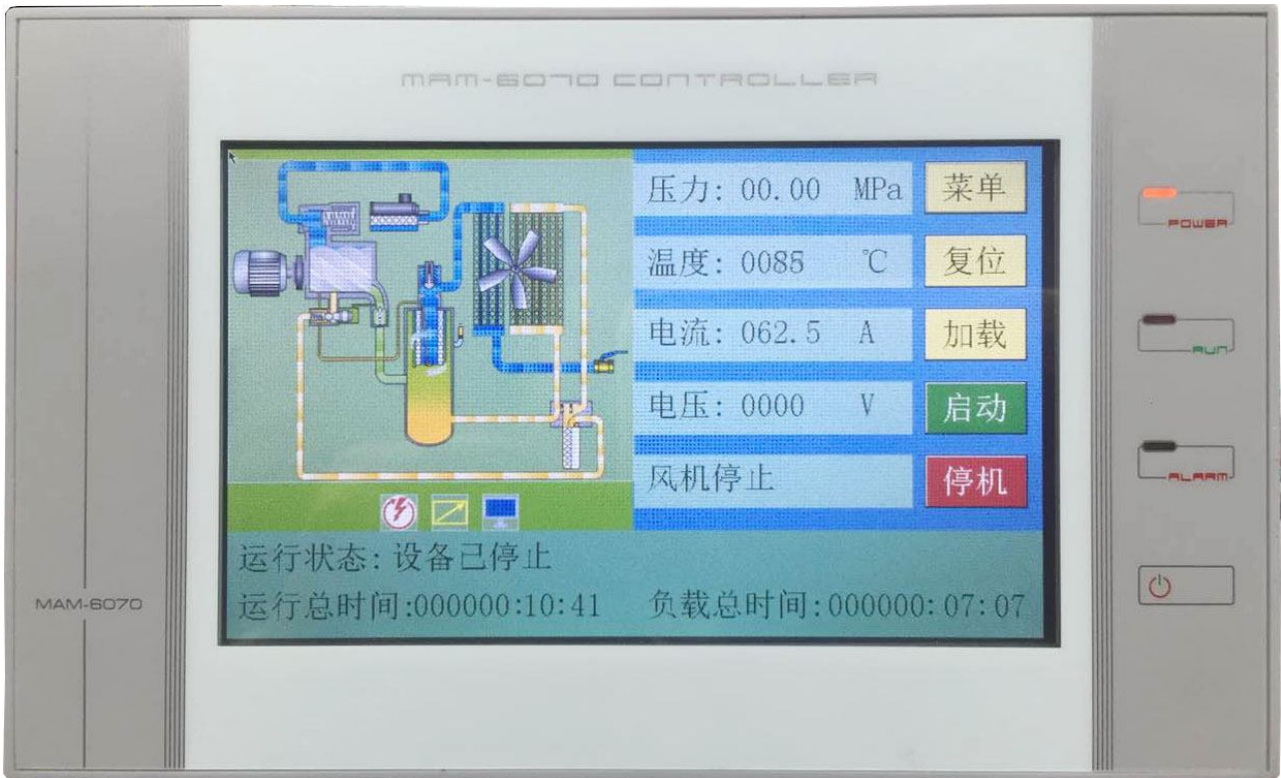 MAM-6070 CONTROLLER
压力: 00.00 MPa 菜单
温度: 0085 ℃ 复位
电流: 062.5 A 加载
电压: 0000 V 启动
风机停止 停机
运行状态: 设备已停止
运行总时间:000000:10:41 负载总时间:000000:07:07
MAM-6070
POWER
RUN
ALARM